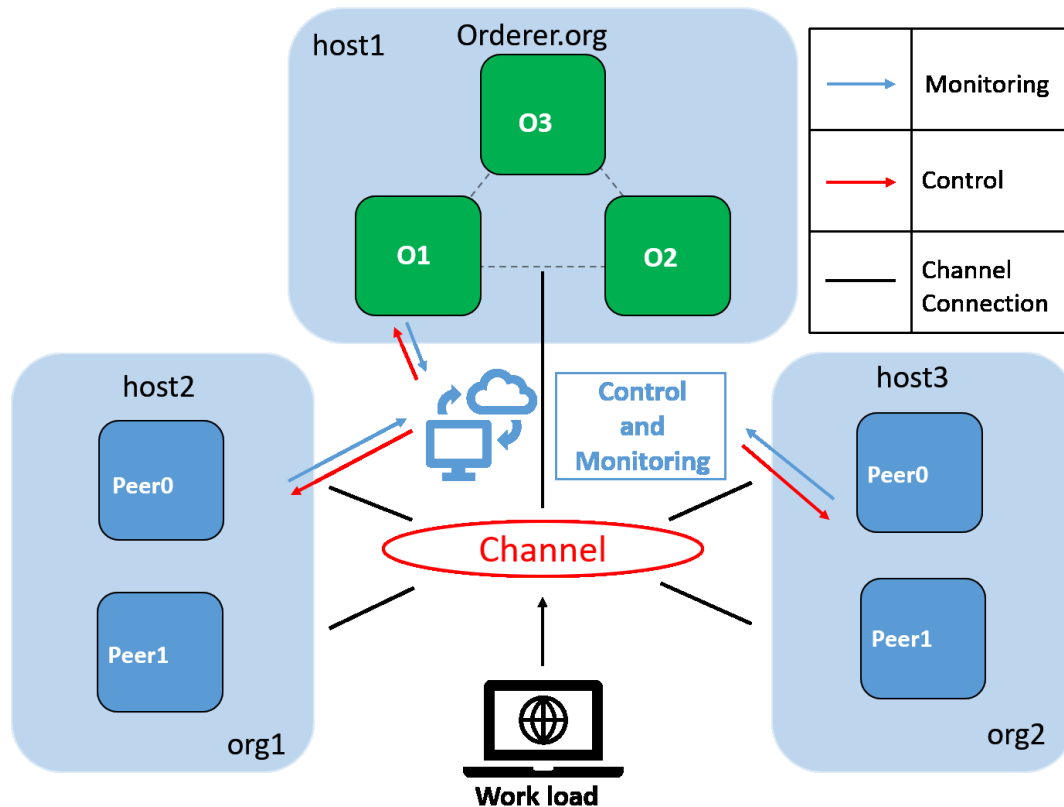 host1
Orderer.org
O3
O1
O2
Monitoring
Control
Channel
Connection
host2
Peer0
Peer1
org1
Control
and
Monitoring
host3
Peer0
Peer1
org2
Channel
Work load